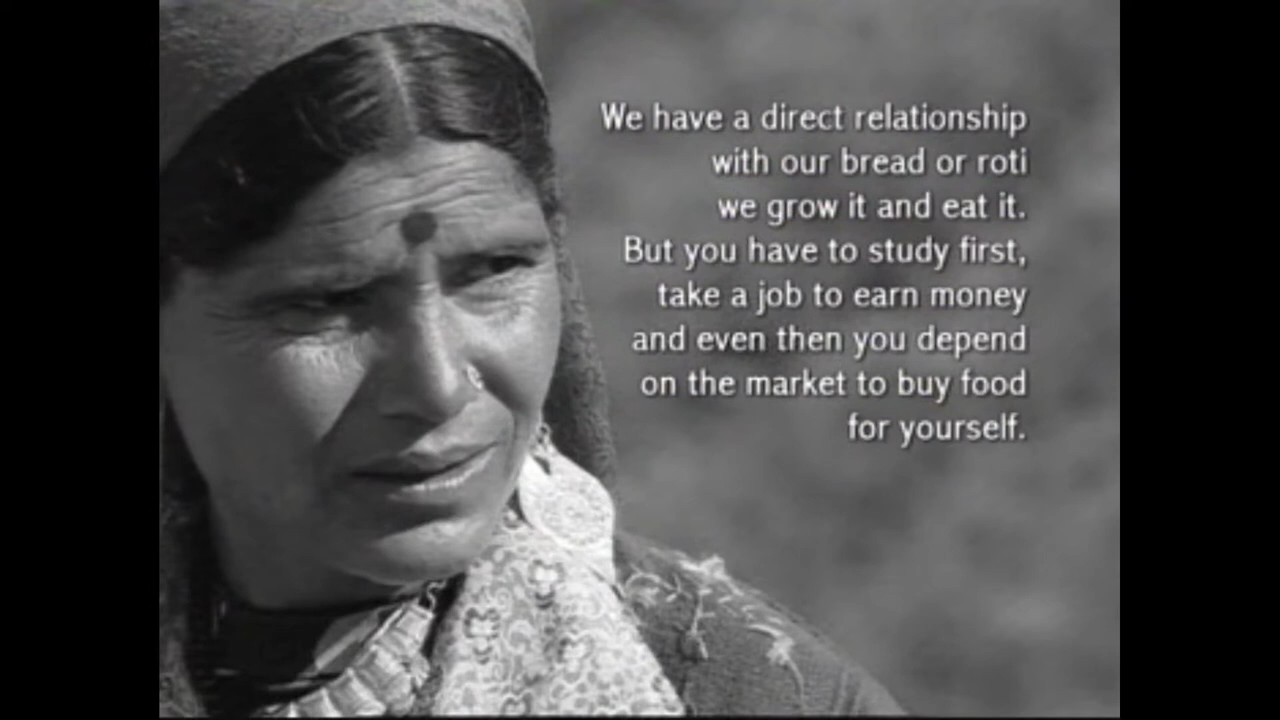 We have a direct relationship
with our bread or roti
we grow it and eat it.
But you have to study first,
take a job to earn money
and even then you depend
on the market to buy food
for yourself.